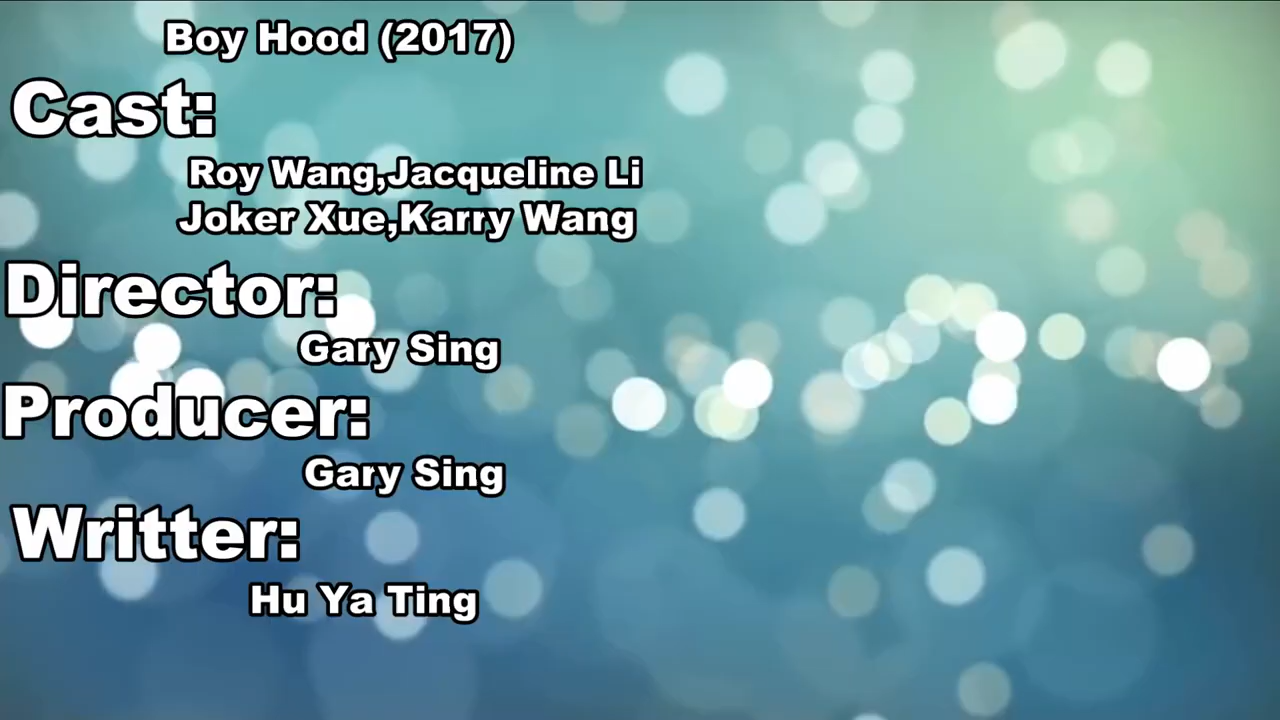 Boy Hood (2017)
Cast:
Roy Wang,Jacqueline Li
Joker Xue,Karry Wang
Director:
Gary Sing
Producer:
Gary Sing
Writter:
Hu Ya Ting